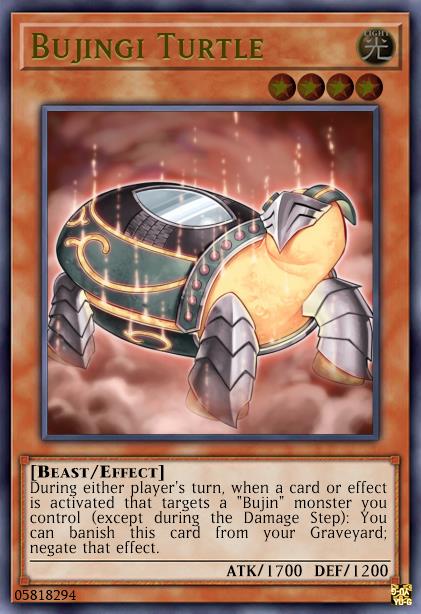 BUJINGI TURTLE
LIGHT
光
[BEAST/EFFECT]
During either player's turn, when a card or effect
is activated that targets a "Bujin" monster you
control (except during the Damage Step): You
can banish this card from your Graveyard;
negate that effect.
ATK/1700 DEF/1200
05818294